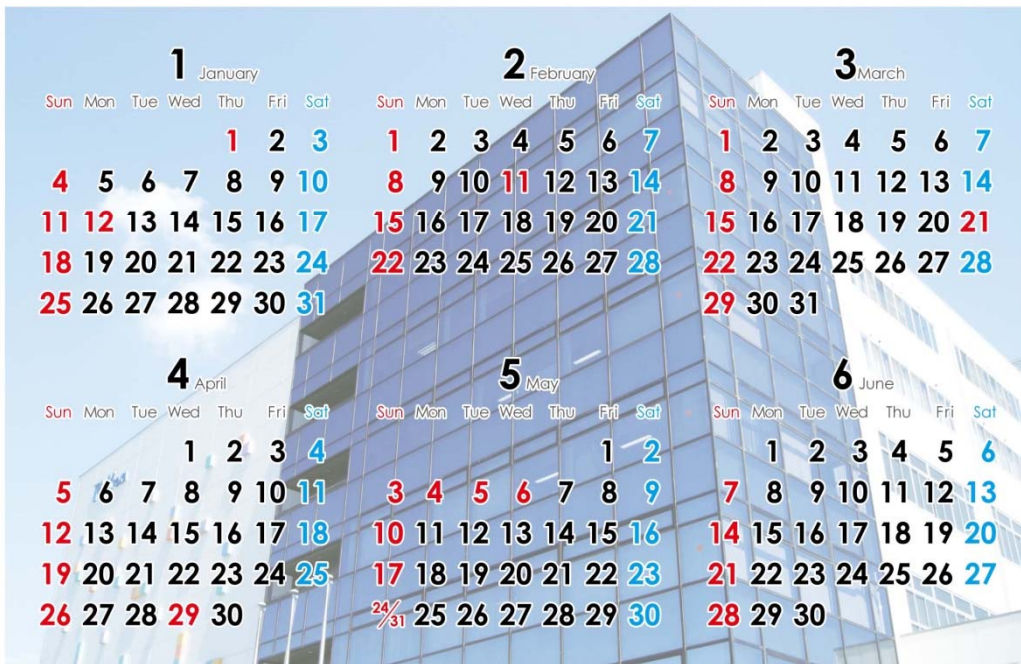 1 January
Sun Mon Tue Wed Thu Fri Sat
1 2 3
4 5 6 7 8 9 10
11 12 13 14 15 16 17
18 19 20 21 22 23 24
25 26 27 28 29 30 31
2 February
Sun Mon Tue Wed Thu Fri Sat
1 2 3 4 5 6 7
8 9 10 11 12 13 14
15 16 17 18 19 20 21
22 23 24 25 26 27 28
3 March
Sun Mon Tue Wed Thu Fri Sat
1 2 3 4 5 6 7
8 9 10 11 12 13 14
15 16 17 18 19 20 21
22 23 24 25 26 27 28
29 30 31
4 April
Sun Mon Tue Wed Thu Fri Sat
1 2 3 4
5 6 7 8 9 10 11
12 13 14 15 16 17 18
19 20 21 22 23 24 25
26 27 28 29 30
5 May
Sun Mon Tue Wed Thu Fri Sat
1 2
3 4 5 6 7 8 9
10 11 12 13 14 15 16
17 18 19 20 21 22 23
24/31 25 26 27 28 29 30
6 June
Sun Mon Tue Wed Thu Fri Sat
1 2 3 4 5 6
7 8 9 10 11 12 13
14 15 16 17 18 19 20
21 22 23 24 25 26 27
28 29 30